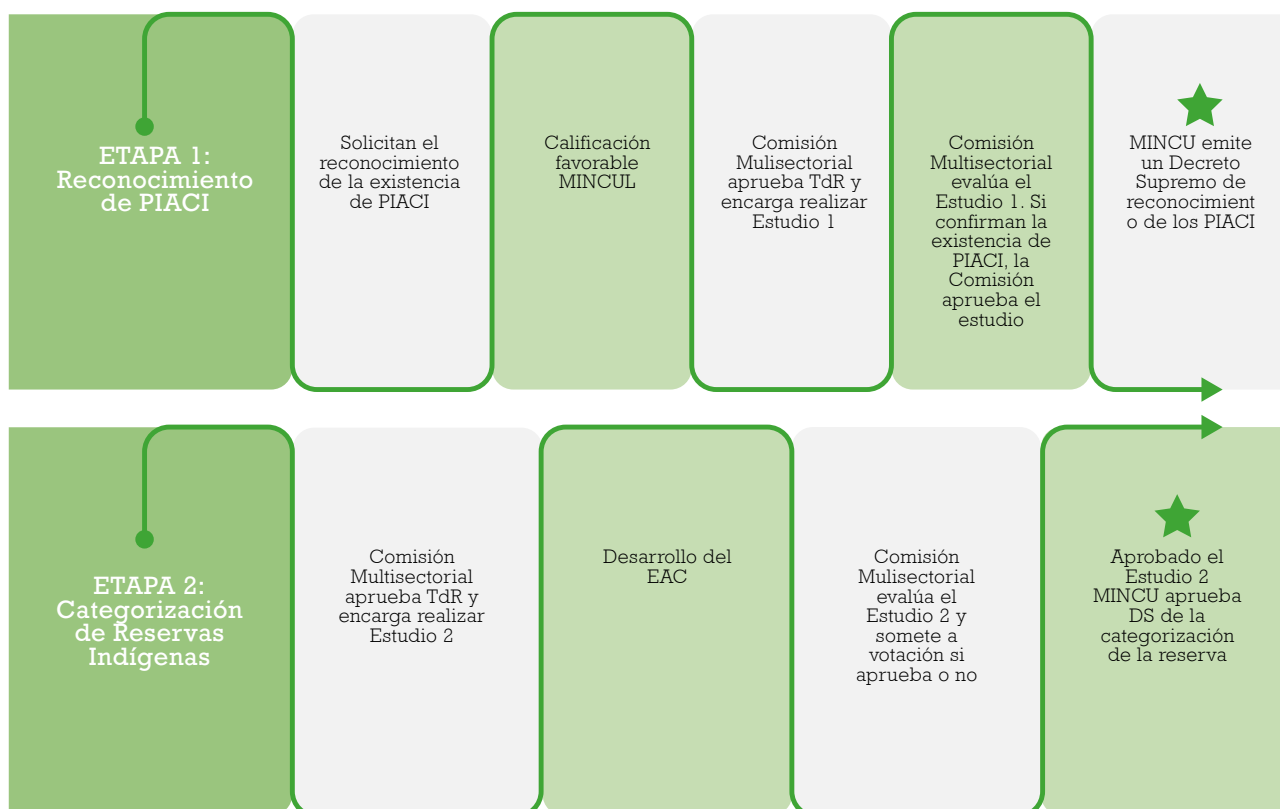 ETAPA 1:
Reconocimiento
de PIACI
Solicitan el
reconocimiento
de la existencia
de PIACI
Calificación
favorable
MINCUL
Comisión
Mulisectorial
aprueba TdR y
encarga realizar
Estudio 1
Comisión
Multisectorial
evalúa el
Estudio 1. Si
confirman la
existencia de
PIACI, la
Comisión
aprueba el
estudio
MINCU emite
un Decreto
Supremo de
reconocimient
o de los PIACI
ETAPA 2:
Categorización
de Reservas
Indígenas
Comisión
Multisectorial
aprueba TdR y
encarga realizar
Estudio 2
Desarrollo del
EAC
Comisión
Mulisectorial
evalúa el
Estudio 2 y
somete a
votación si
aprueba o no
Aprobado el
Estudio 2
MINCU aprueba
DS de la
categorización
de la reserva